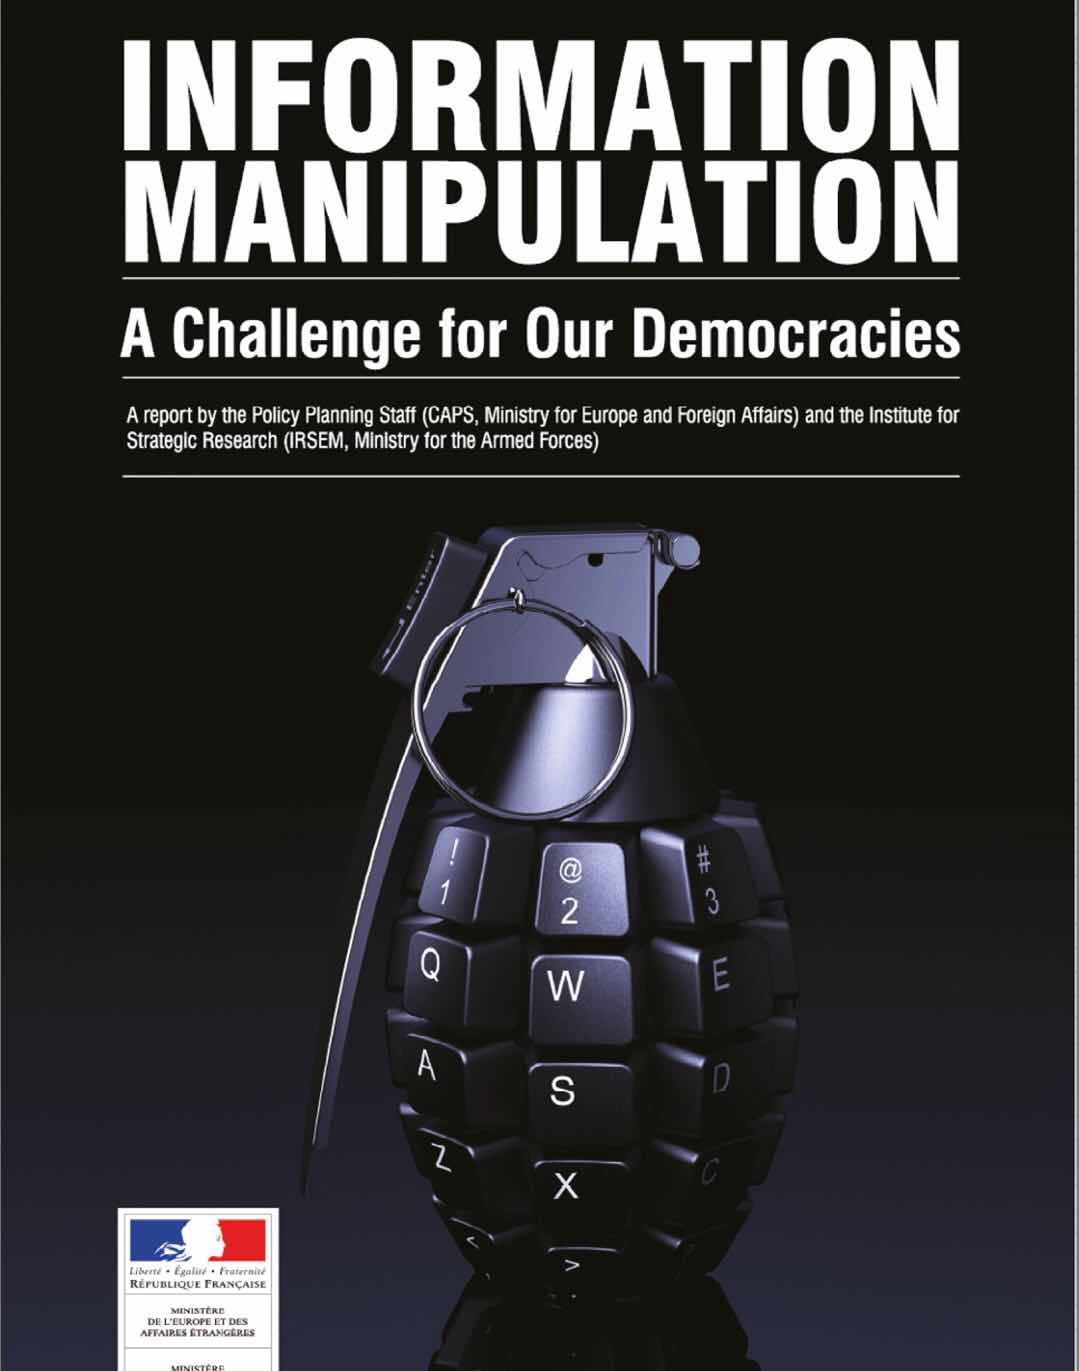 INFORMATION
MANIPULATION
A Challenge for Our Democracies
A report by the Policy Planning Staff (CAPS, Ministry for Europe and Foreign Affairs) and the Institute for
Strategic Research (IRSEM, Ministry for the Armed Forces)
Enter
! @ #
1 2 3
Q W E
A S D
Z X C
< >
Liberté • Égalité • Fraternité
RÉPUBLIQUE FRANÇAISE
MINISTÈRE
DE L'EUROPE ET DES
AFFAIRES ÉTRANGÈRES
MINISTÈRE